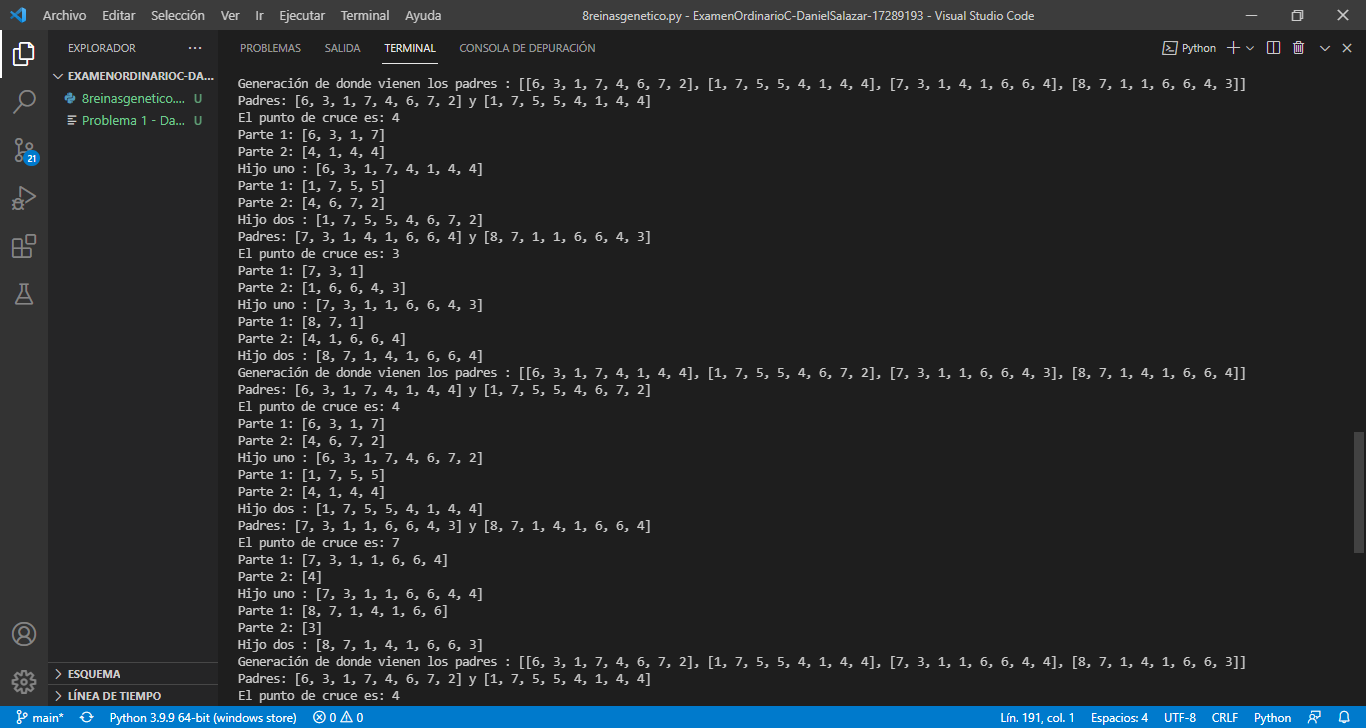 Archivo Editar Selección Ver Ir Ejecutar Terminal Ayuda 8reinasgenetico.py - ExamenOrdinarioC-DanielSalazar-17289193 - Visual Studio Code
EXPLORADOR ··· PROBLEMAS SALIDA TERMINAL CONSOLA DE DEPURACIÓN Python
EXAMENORDINARIOC-DA...
8reinasgenetico.... U
Problema 1 - Da... U
21
Generación de donde vienen los padres : [[6, 3, 1, 7, 4, 6, 7, 2], [1, 7, 5, 5, 4, 1, 4, 4], [7, 3, 1, 4, 1, 6, 6, 4], [8, 7, 1, 1, 6, 6, 4, 3]]
Padres: [6, 3, 1, 7, 4, 6, 7, 2] y [1, 7, 5, 5, 4, 1, 4, 4]
El punto de cruce es: 4
Parte 1: [6, 3, 1, 7]
Parte 2: [4, 1, 4, 4]
Hijo uno : [6, 3, 1, 7, 4, 1, 4, 4]
Parte 1: [1, 7, 5, 5]
Parte 2: [4, 6, 7, 2]
Hijo dos : [1, 7, 5, 5, 4, 6, 7, 2]
Padres: [7, 3, 1, 4, 1, 6, 6, 4] y [8, 7, 1, 1, 6, 6, 4, 3]
El punto de cruce es: 3
Parte 1: [7, 3, 1]
Parte 2: [1, 6, 6, 4, 3]
Hijo uno : [7, 3, 1, 1, 6, 6, 4, 3]
Parte 1: [8, 7, 1]
Parte 2: [4, 1, 6, 6, 4]
Hijo dos : [8, 7, 1, 4, 1, 6, 6, 4]
Generación de donde vienen los padres : [[6, 3, 1, 7, 4, 1, 4, 4], [1, 7, 5, 5, 4, 6, 7, 2], [7, 3, 1, 1, 6, 6, 4, 3], [8, 7, 1, 4, 1, 6, 6, 4]]
Padres: [6, 3, 1, 7, 4, 1, 4, 4] y [1, 7, 5, 5, 4, 6, 7, 2]
El punto de cruce es: 4
Parte 1: [6, 3, 1, 7]
Parte 2: [4, 6, 7, 2]
Hijo uno : [6, 3, 1, 7, 4, 6, 7, 2]
Parte 1: [1, 7, 5, 5]
Parte 2: [4, 1, 4, 4]
Hijo dos : [1, 7, 5, 5, 4, 1, 4, 4]
Padres: [7, 3, 1, 1, 6, 6, 4, 3] y [8, 7, 1, 4, 1, 6, 6, 4]
El punto de cruce es: 7
Parte 1: [7, 3, 1, 1, 6, 6, 4]
Parte 2: [4]
Hijo uno : [7, 3, 1, 1, 6, 6, 4, 4]
Parte 1: [8, 7, 1, 4, 1, 6, 6]
Parte 2: [3]
Hijo dos : [8, 7, 1, 4, 1, 6, 6, 3]
Generación de donde vienen los padres : [[6, 3, 1, 7, 4, 6, 7, 2], [1, 7, 5, 5, 4, 1, 4, 4], [7, 3, 1, 1, 6, 6, 4, 4], [8, 7, 1, 4, 1, 6, 6, 3]]
Padres: [6, 3, 1, 7, 4, 6, 7, 2] y [1, 7, 5, 5, 4, 1, 4, 4]
El punto de cruce es: 4
ESQUEMA
LÍNEA DE TIEMPO
main* Python 3.9.9 64-bit (windows store) 0 0 Lín. 191, col. 1 Espacios: 4 UTF-8 CRLF Python